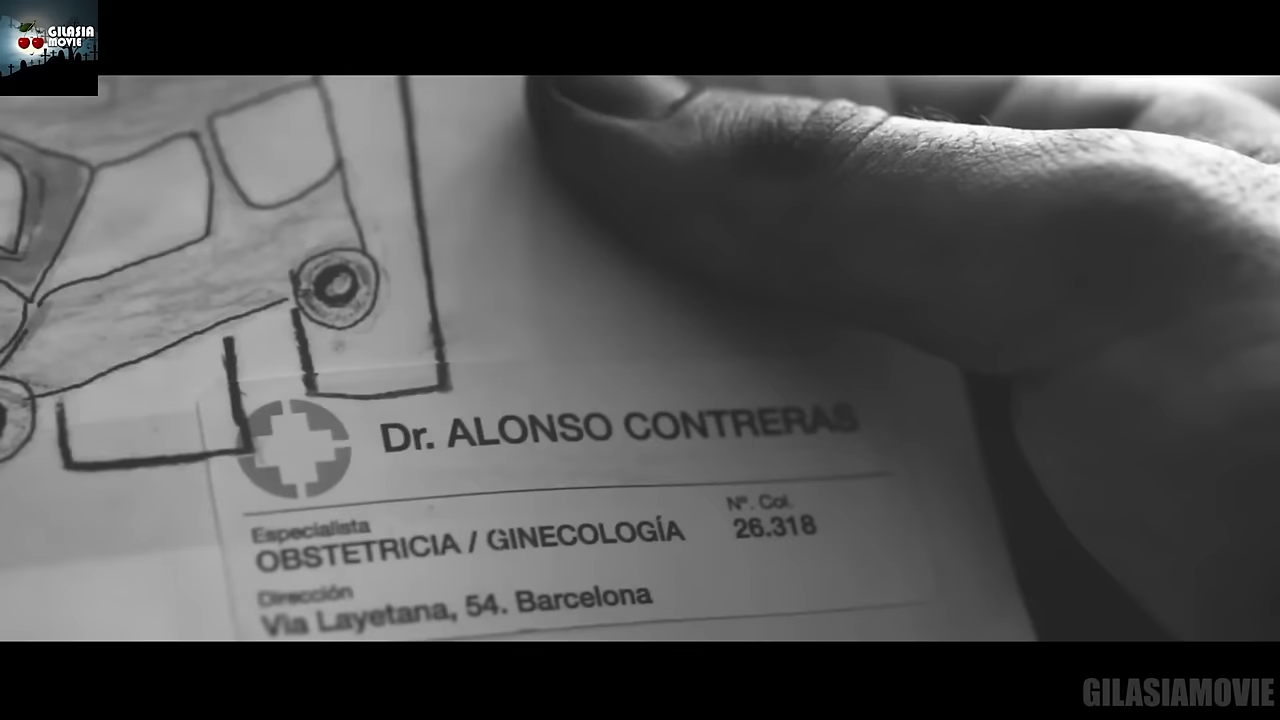 GILASIA
MOVIE
Dr. ALONSO CONTRERAS
Especialista
OBSTETRICIA / GINECOLOGÍA
Nº. Col.
26.318
Dirección
Via Layetana, 54. Barcelona
GILASIAMOVIE